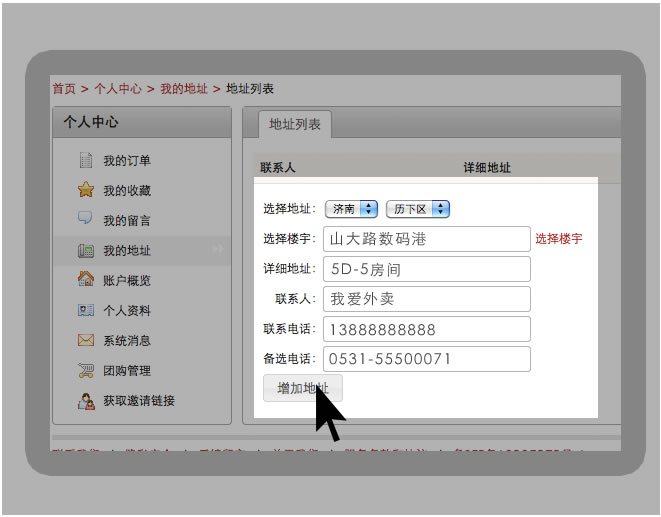 首页 > 个人中心 > 我的地址 > 地址列表
个人中心
我的订单
我的收藏
我的留言
我的地址
账户概览
个人资料
系统消息
团购管理
获取邀请链接
地址列表
联系人 详细地址
选择地址: 济南 历下区
选择楼宇: 山大路数码港 选择楼宇
详细地址: 5D-5房间
联系人: 我爱外卖
联系电话: 13888888888
备选电话: 0531-55500071
增加地址